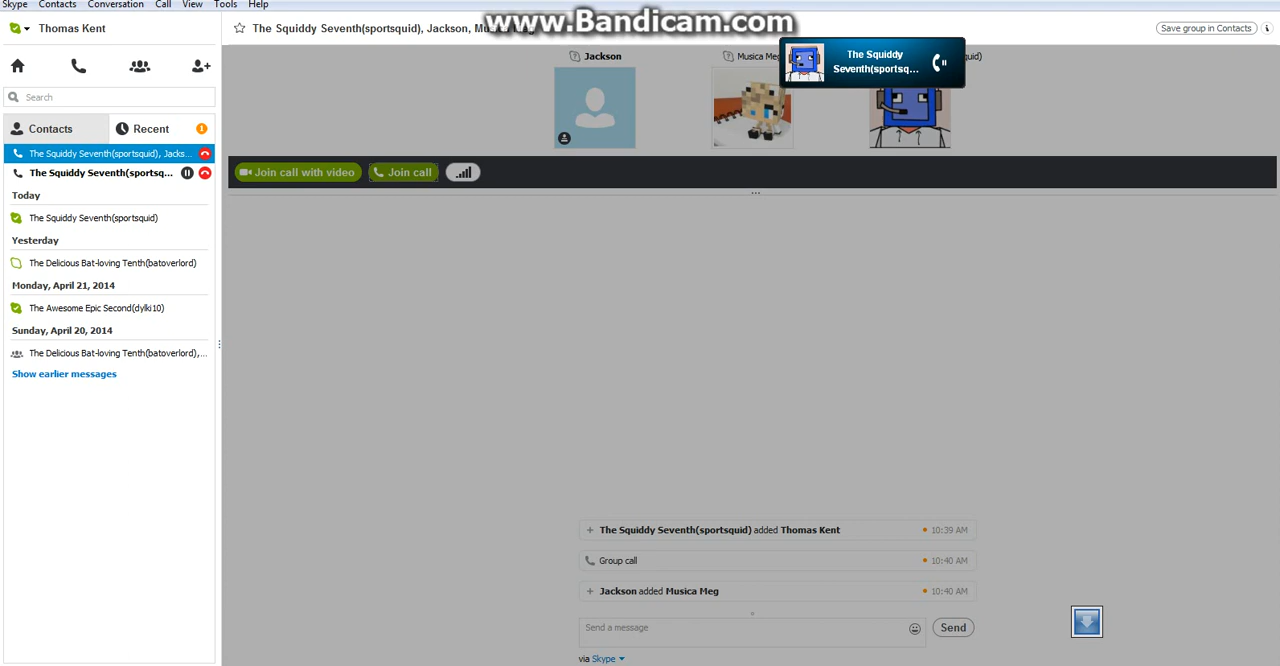 Skype Contacts Conversation Call View Tools Help
www.Bandicam.com
Thomas Kent
The Squiddy Seventh(sportsquid), Jackson,
Save group in Contacts
Search
Jackson
Musica Meg
The Squiddy
Seventh(sportsq...
Contacts
Recent
1
The Squiddy Seventh(sportsquid), Jacks...
The Squiddy Seventh(sportsq...
Join call with video
Join call
Today
The Squiddy Seventh(sportsquid)
Yesterday
The Delicious Bat-loving Tenth(batoverlord)
Monday, April 21, 2014
The Awesome Epic Second(dylki10)
Sunday, April 20, 2014
The Delicious Bat-loving Tenth(batoverlord),...
Show earlier messages
The Squiddy Seventh(sportsquid) added Thomas Kent 10:39 AM
Group call 10:40 AM
Jackson added Musica Meg 10:40 AM
Send a message
Send
via Skype